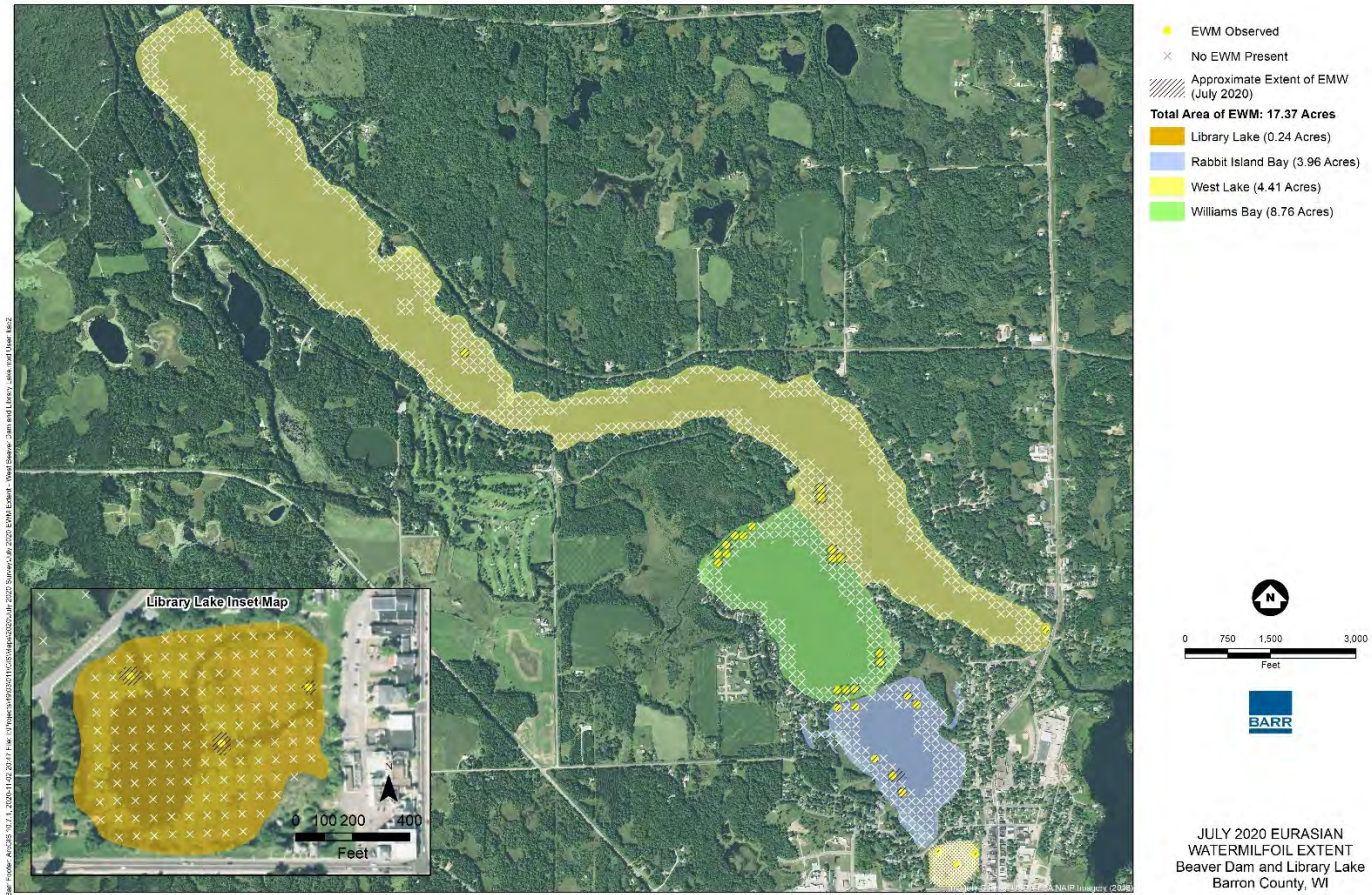 EWM Observed
No EWM Present
Approximate Extent of EMW
(July 2020)
Total Area of EWM: 17.37 Acres
Library Lake (0.24 Acres)
Rabbit Island Bay (3.96 Acres)
West Lake (4.41 Acres)
Williams Bay (8.76 Acres)
Library Lake Inset Map
N
0 100 200 400
Feet
N
0 750 1,500 3,000
Feet
BARR
JULY 2020 EURASIAN
WATERMILFOIL EXTENT
Beaver Dam and Library Lake
Barron County, WI